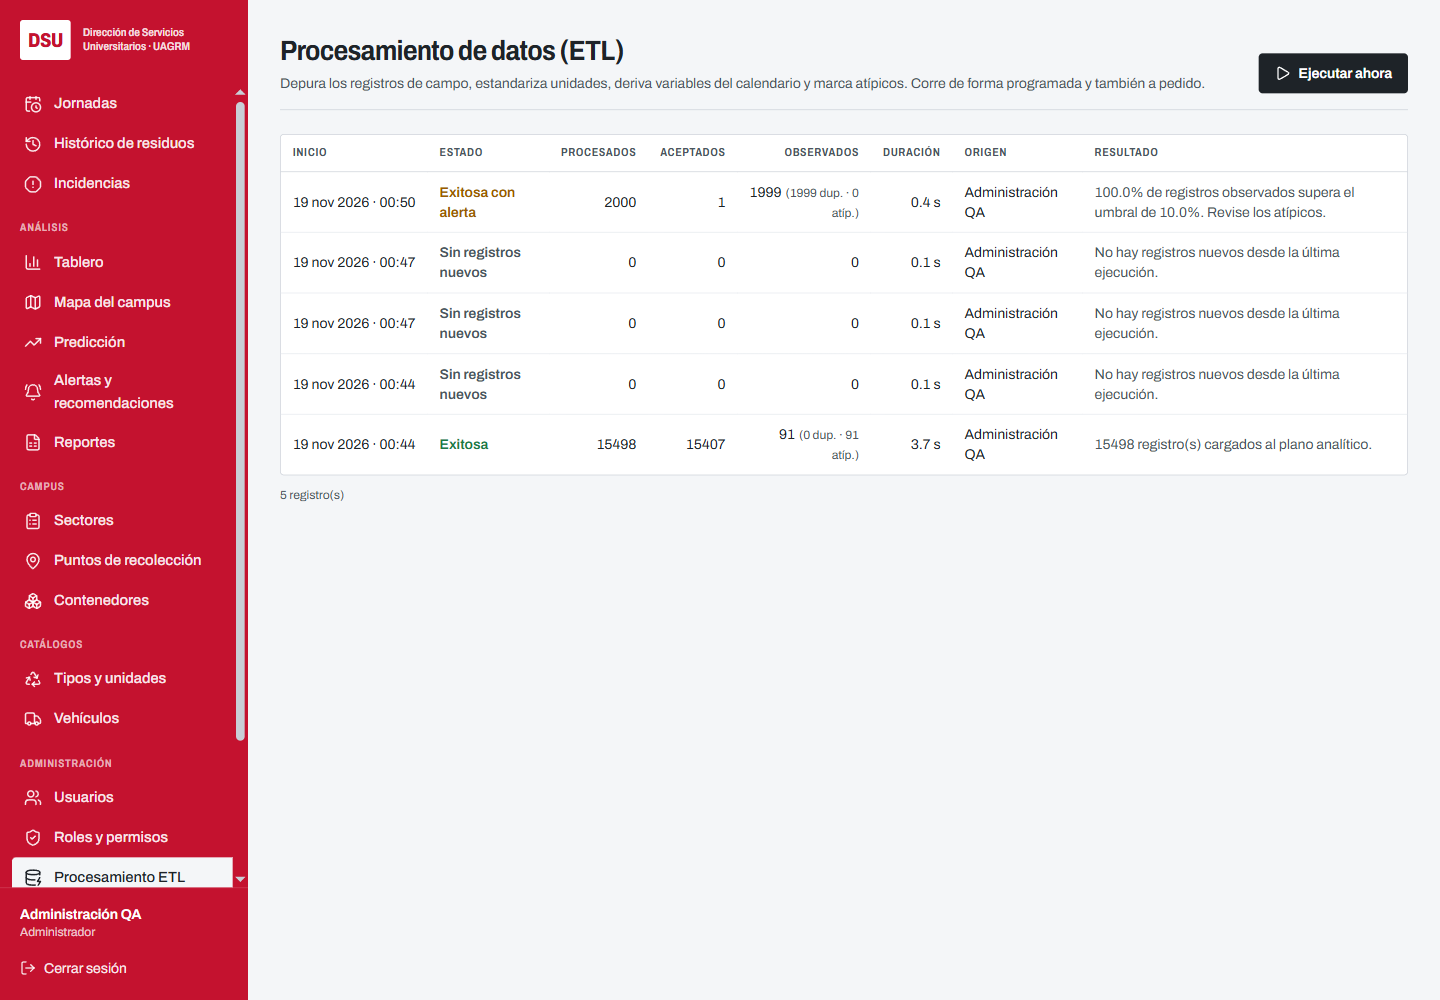 DSU
Dirección de Servicios
Universitarios · UAGRM
Jornadas
Histórico de residuos
Incidencias
ANÁLISIS
Tablero
Mapa del campus
Predicción
Alertas y
recomendaciones
Reportes
CAMPUS
Sectores
Puntos de recolección
Contenedores
CATÁLOGOS
Tipos y unidades
Vehículos
ADMINISTRACIÓN
Usuarios
Roles y permisos
Procesamiento ETL
Administración QA
Administrador
Cerrar sesión
Procesamiento de datos (ETL)
Depura los registros de campo, estandariza unidades, deriva variables del calendario y marca atípicos. Corre de forma programada y también a pedido.
Ejecutar ahora
INICIO ESTADO PROCESADOS ACEPTADOS OBSERVADOS DURACIÓN ORIGEN RESULTADO
19 nov 2026 · 00:50 Exitosa con alerta 2000 1 1999 (1999 dup. · 0 atíp.) 0.4 s Administración QA 100.0% de registros observados supera el umbral de 10.0%. Revise los atípicos.
19 nov 2026 · 00:47 Sin registros nuevos 0 0 0 0.1 s Administración QA No hay registros nuevos desde la última ejecución.
19 nov 2026 · 00:47 Sin registros nuevos 0 0 0 0.1 s Administración QA No hay registros nuevos desde la última ejecución.
19 nov 2026 · 00:44 Sin registros nuevos 0 0 0 0.1 s Administración QA No hay registros nuevos desde la última ejecución.
19 nov 2026 · 00:44 Exitosa 15498 15407 91 (0 dup. · 91 atíp.) 3.7 s Administración QA 15498 registro(s) cargados al plano analítico.
5 registro(s)